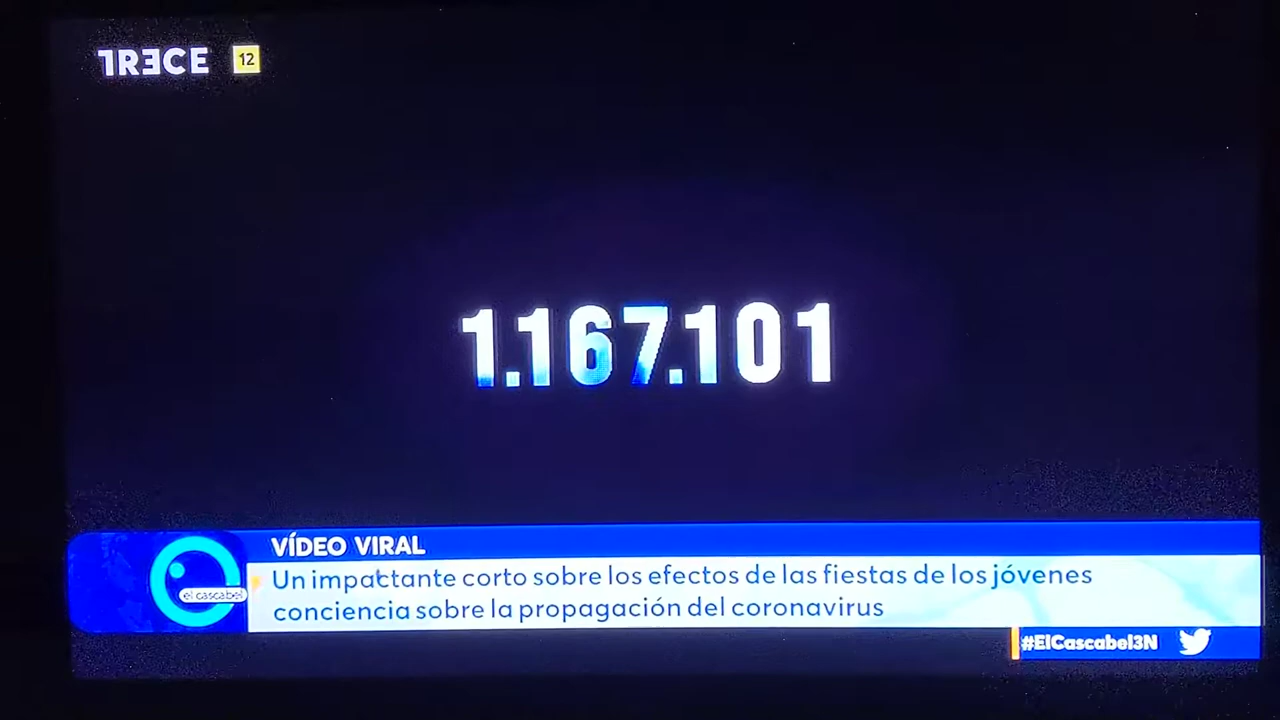 TRECE 12
1.167.101
VÍDEO VIRAL
Un impactante corto sobre los efectos de las fiestas de los jóvenes
conciencia sobre la propagación del coronavirus
el cascabel
#ElCascabel3N